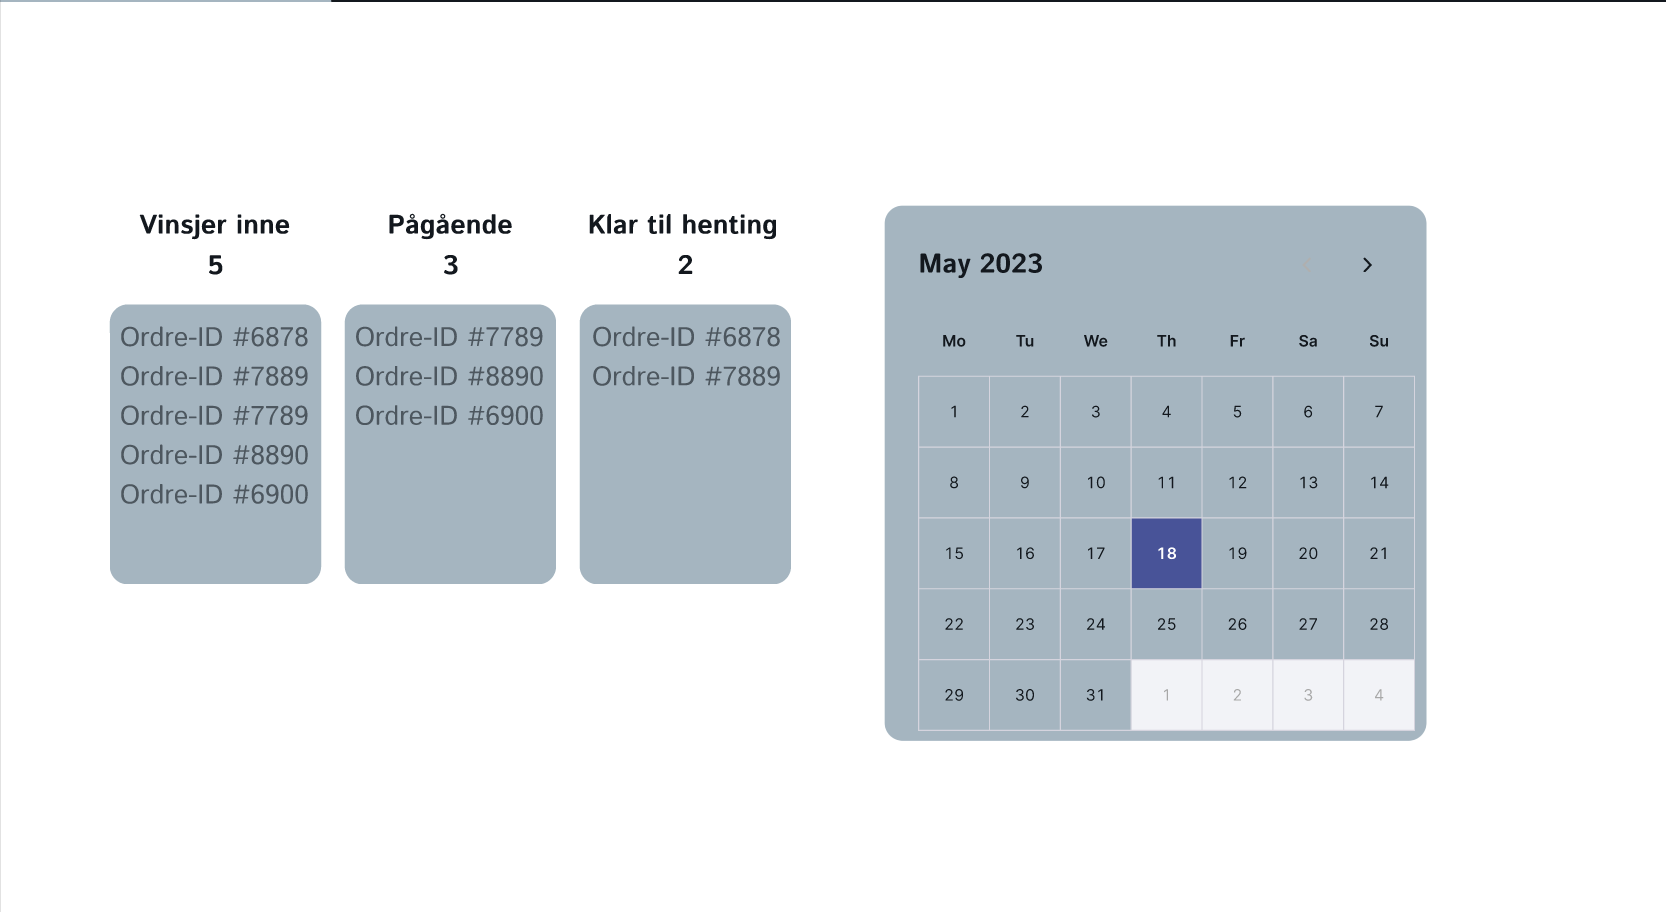 Vinsjer inne
5
Ordre-ID #6878
Ordre-ID #7889
Ordre-ID #7789
Ordre-ID #8890
Ordre-ID #6900
Pågående
3
Ordre-ID #7789
Ordre-ID #8890
Ordre-ID #6900
Klar til henting
2
Ordre-ID #6878
Ordre-ID #7889
May 2023
Mo Tu We Th Fr Sa Su
1 2 3 4 5 6 7
8 9 10 11 12 13 14
15 16 17 18 19 20 21
22 23 24 25 26 27 28
29 30 31 1 2 3 4